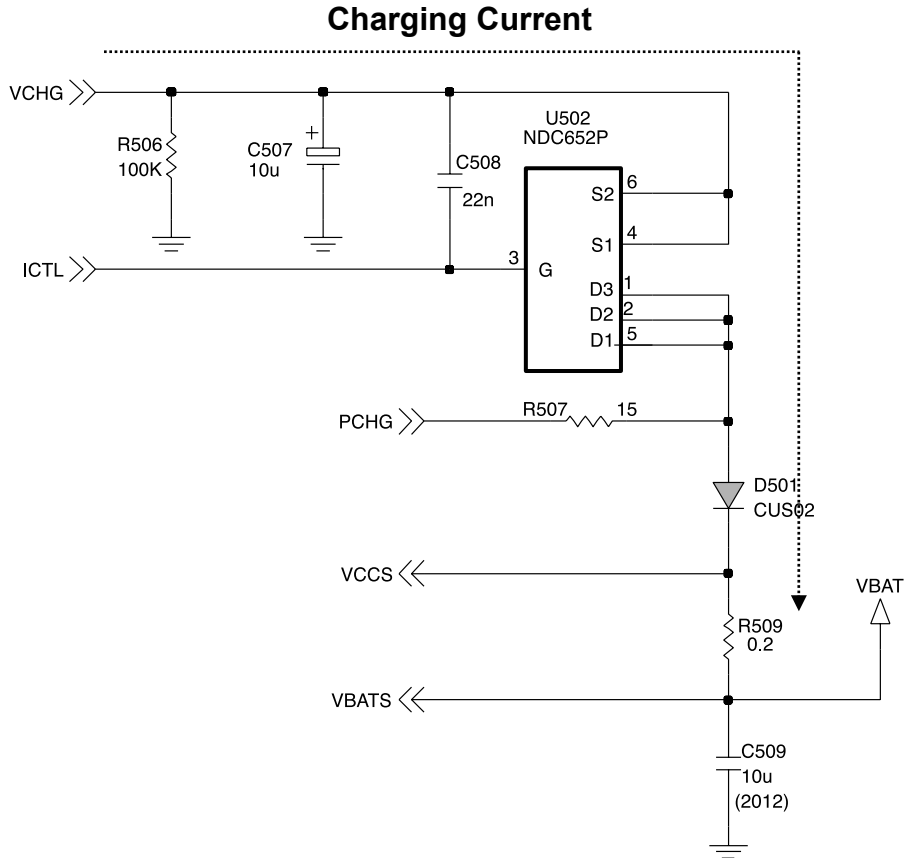 Charging Current
VCHG
U502
NDC652P
R506
100K
C507
10u
+
C508
22n
S2
6
S1
4
ICTL
3
G
D3
1
D2
2
D1
5
PCHG
R507
15
D501
CUS02
VCCS
VBAT
R509
0.2
VBATS
C509
10u
(2012)